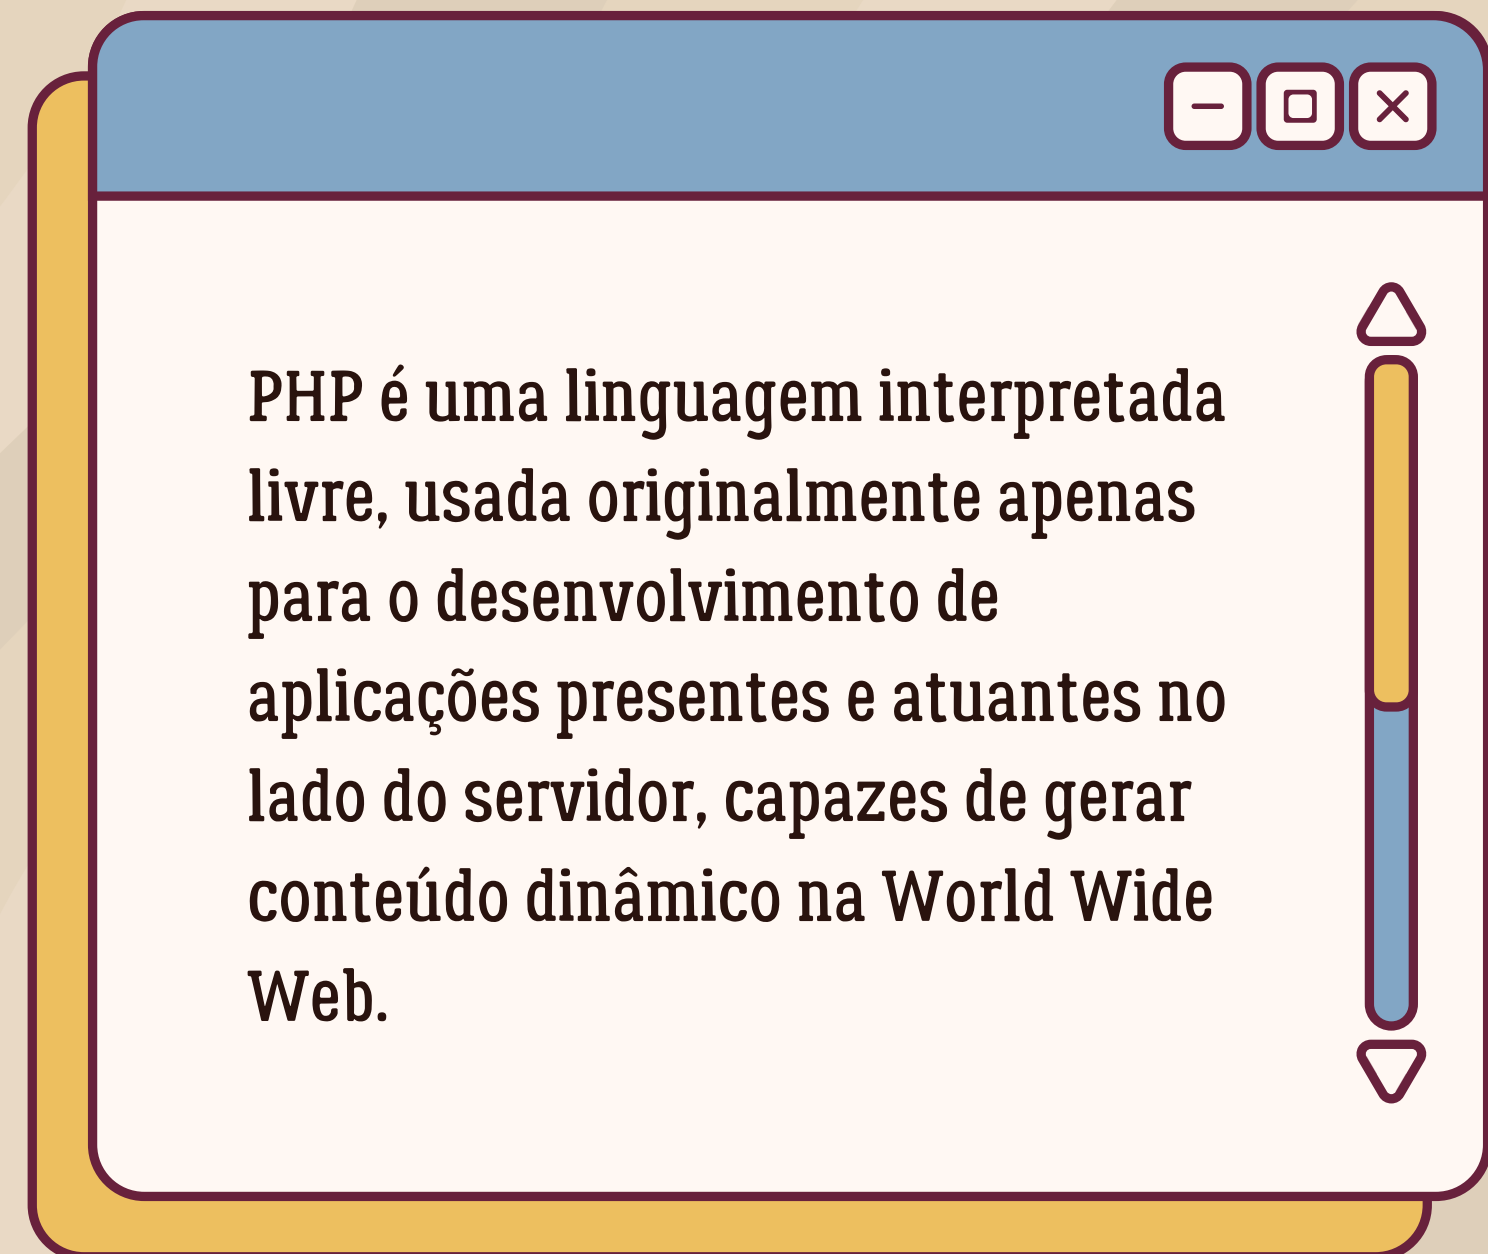 PHP é uma linguagem interpretada
livre, usada originalmente apenas
para o desenvolvimento de
aplicações presentes e atuantes no
lado do servidor, capazes de gerar
conteúdo dinâmico na World Wide
Web.